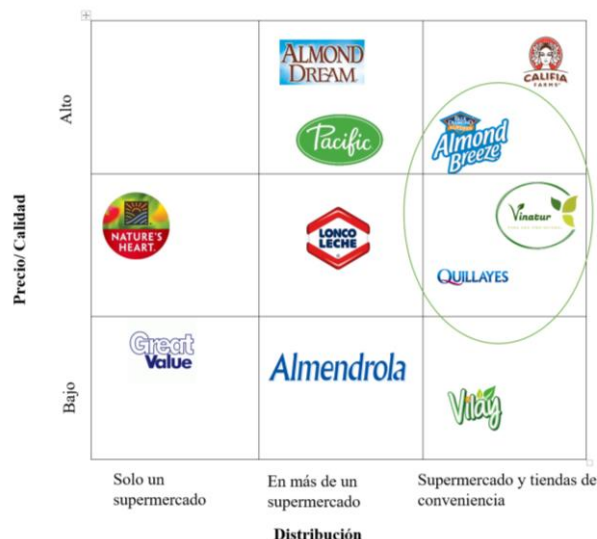 ALMOND
DREAM
CALIFIA
FARMS
Alto
Pacific
Almond
Breeze
Precio/ Calidad
NATURE'S
HEART
LONCO
LECHE
Vinatur
QUILLAYES
Great
Value
Almendrola
Vilay
Bajo
Solo un
supermercado
En más de un
supermercado
Supermercado y tiendas de
conveniencia
Distribución